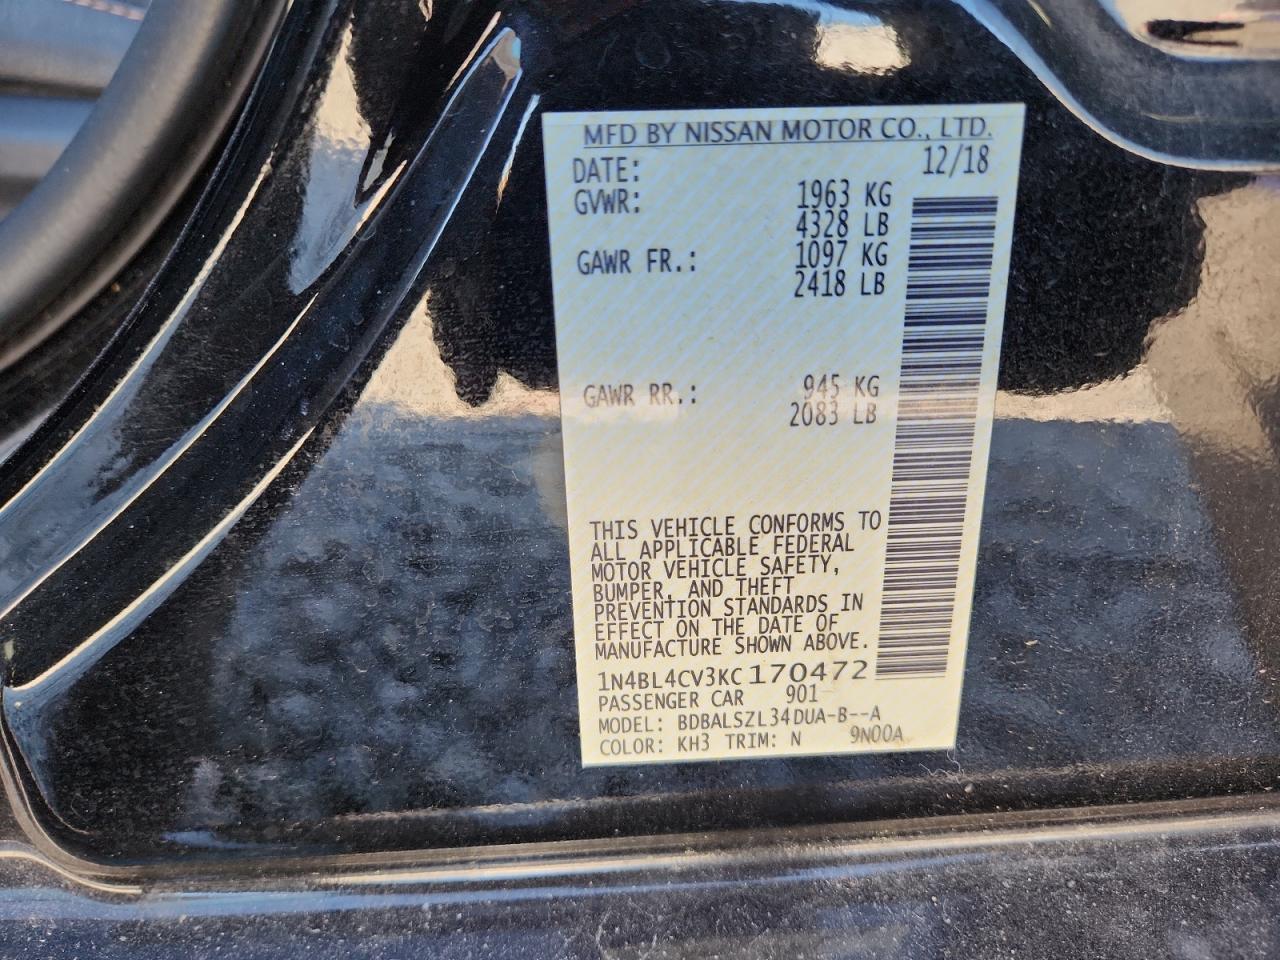 MFD BY NISSAN MOTOR CO., LTD.
DATE: 12/18
GVWR: 1963 KG
4328 LB
GAWR FR.: 1097 KG
2418 LB
GAWR RR.: 945 KG
2083 LB
THIS VEHICLE CONFORMS TO
ALL APPLICABLE FEDERAL
MOTOR VEHICLE SAFETY,
BUMPER, AND THEFT
PREVENTION STANDARDS IN
EFFECT ON THE DATE OF
MANUFACTURE SHOWN ABOVE.
1N4BL4CV3KC170472
PASSENGER CAR 901
MODEL: BDBALSZL34DUA-B--A
COLOR: KH3 TRIM: N 9N00A